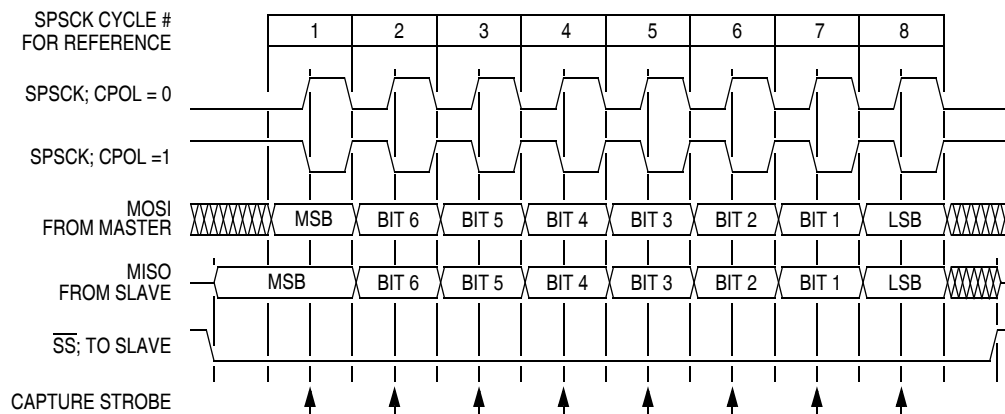 SPSCK CYCLE #
FOR REFERENCE
1 2 3 4 5 6 7 8
SPSCK; CPOL = 0
SPSCK; CPOL =1
MOSI
FROM MASTER
MSB BIT 6 BIT 5 BIT 4 BIT 3 BIT 2 BIT 1 LSB
MISO
FROM SLAVE
MSB BIT 6 BIT 5 BIT 4 BIT 3 BIT 2 BIT 1 LSB
SS; TO SLAVE
CAPTURE STROBE